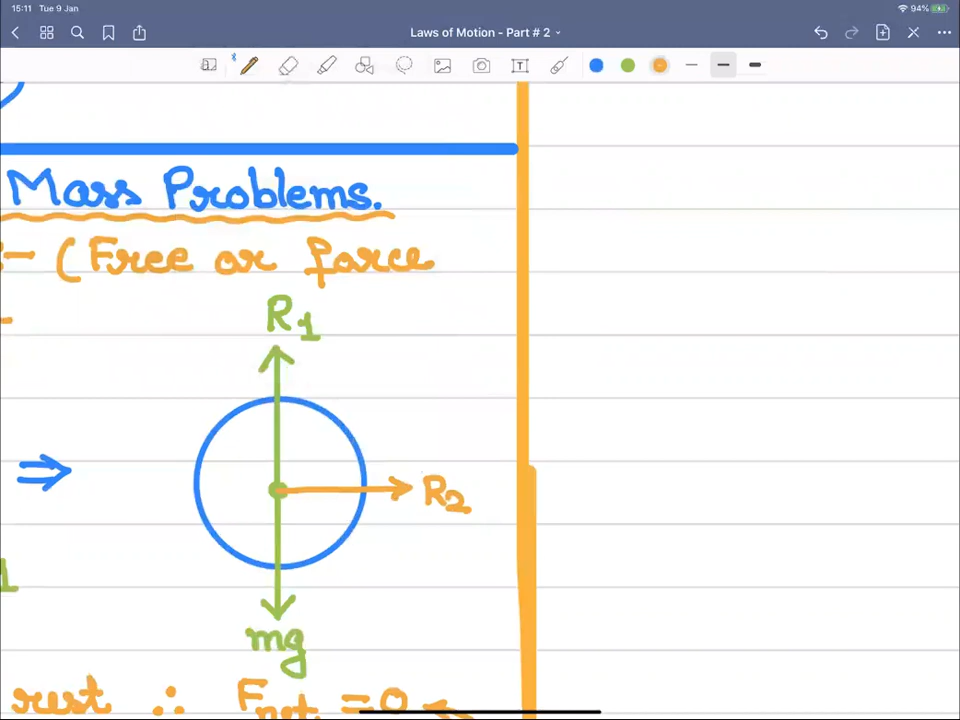 15:11 Tue 9 Jan
94%
Laws of Motion - Part # 2
Mass Problems.
:- (Free or force
R1
R2
1
mg
rest ∴ Fnet = 0